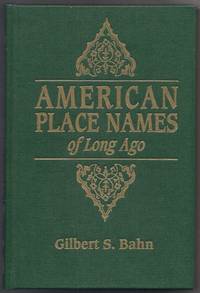 AMERICAN
PLACE NAMES
of Long Ago
Gilbert S. Bahn